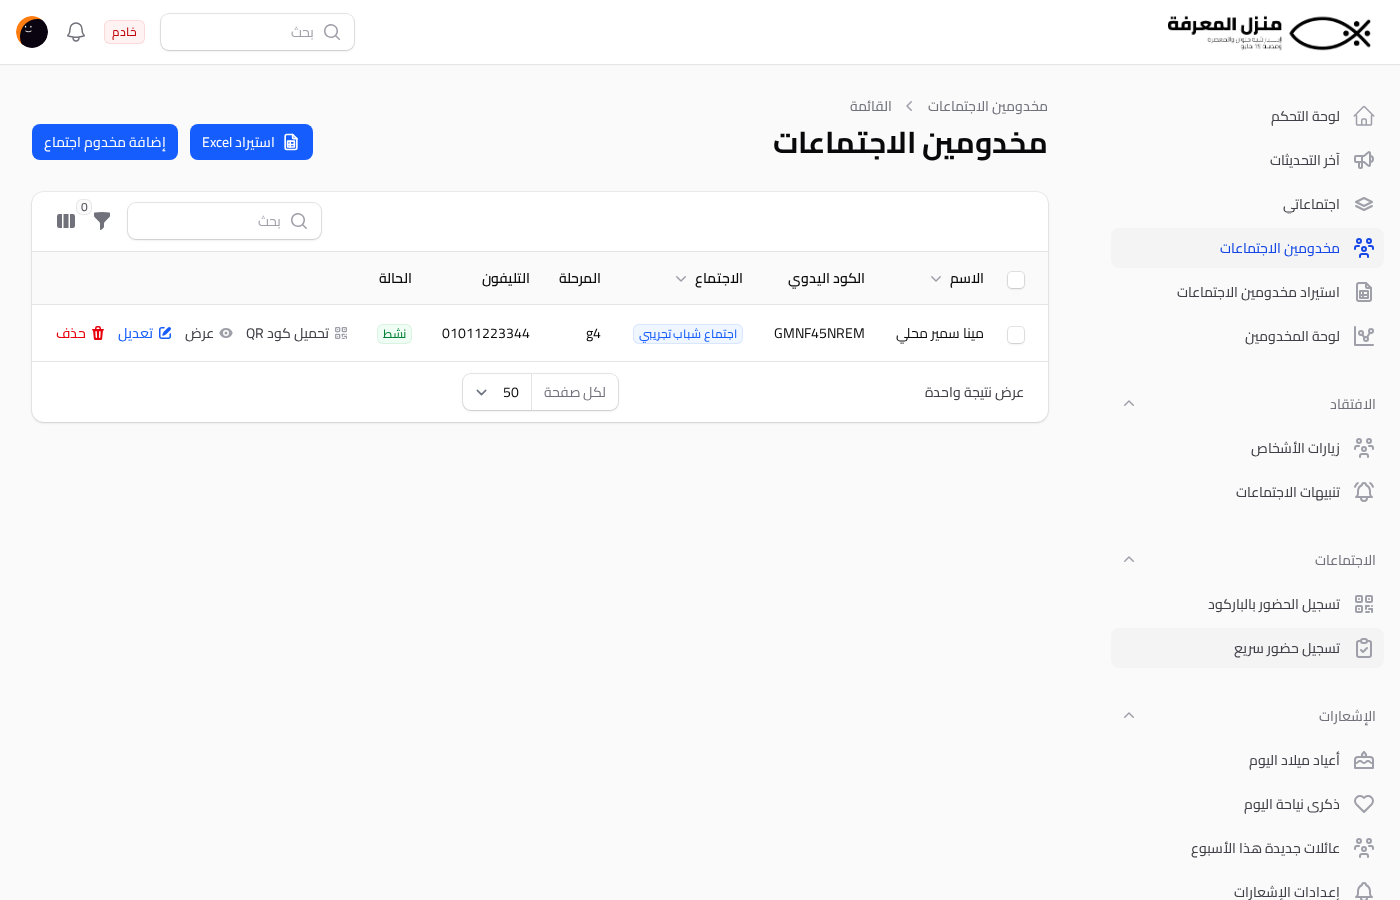 منزل المعرفة
خادم
بحث
لوحة التحكم
آخر التحديثات
اجتماعاتي
مخدومين الاجتماعات
استيراد مخدومين الاجتماعات
لوحة المخدومين
الافتقاد
زيارات الأشخاص
تنبيهات الاجتماعات
الاجتماعات
تسجيل الحضور بالباركود
تسجيل حضور سريع
الإشعارات
أعياد ميلاد اليوم
ذكرى نياحة اليوم
عائلات جديدة هذا الأسبوع
إعدادات الإشعارات
مخدومين الاجتماعات القائمة
مخدومين الاجتماعات
استيراد Excel
إضافة مخدوم اجتماع
بحث
0
الاسم الكود اليدوي الاجتماع المرحلة التليفون الحالة
مينا سمير محلي GMNF45NREM اجتماع شباب تجريبي g4 01011223344 نشط تحميل كود QR عرض تعديل حذف
عرض نتيجة واحدة
لكل صفحة 50